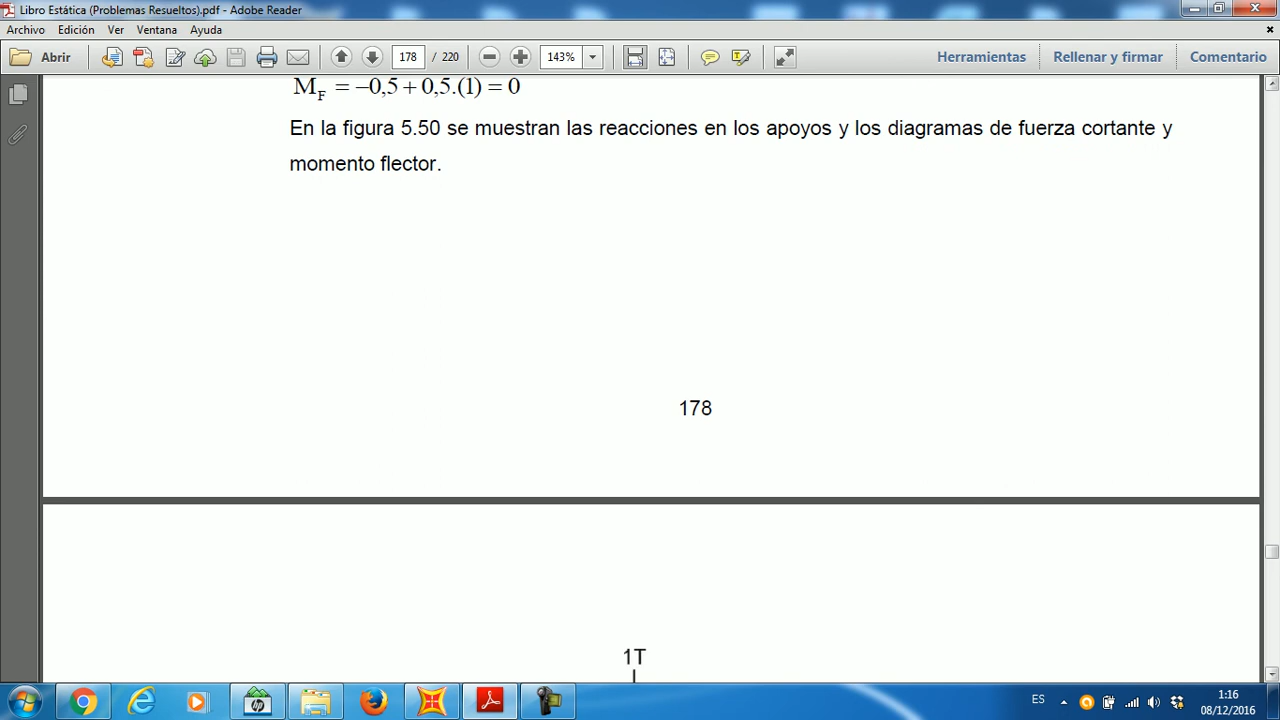 Libro Estática (Problemas Resueltos).pdf - Adobe Reader
Archivo Edición Ver Ventana Ayuda
Abrir 178 / 220 143% Herramientas Rellenar y firmar Comentario
M_F = −0,5 + 0,5.(1) = 0
En la figura 5.50 se muestran las reacciones en los apoyos y los diagramas de fuerza cortante y
momento flector.
178
1T
ES 1:16
08/12/2016